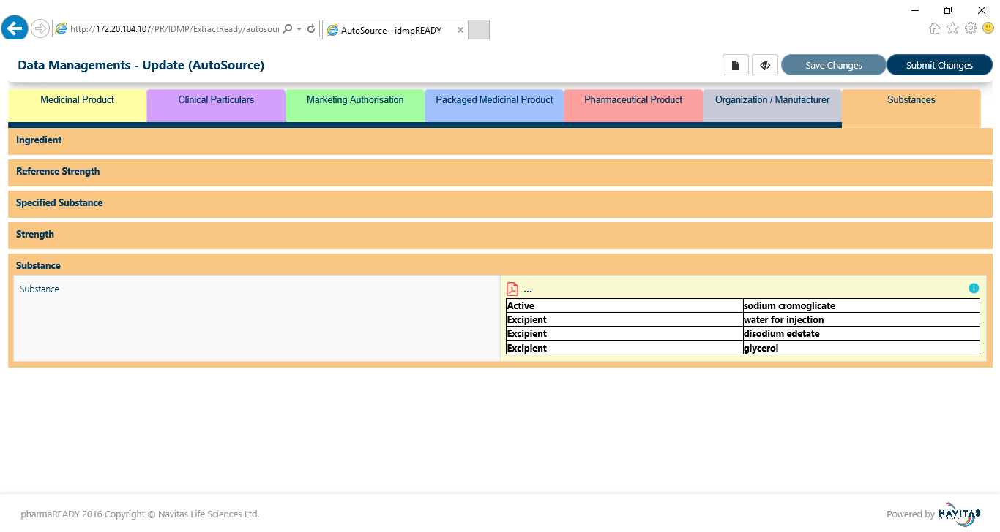 http://172.20.104.107/PR/IDMP/ExtractReady/autosou
AutoSource - idmpREADY
Data Managements - Update (AutoSource)
Save Changes
Submit Changes
Medicinal Product
Clinical Particulars
Marketing Authorisation
Packaged Medicinal Product
Pharmaceutical Product
Organization / Manufacturer
Substances
Ingredient
Reference Strength
Specified Substance
Strength
Substance
Substance
...
Active sodium cromoglicate
Excipient water for injection
Excipient disodium edetate
Excipient glycerol
pharmaREADY 2016 Copyright © Navitas Life Sciences Ltd.
Powered by NAVITAS